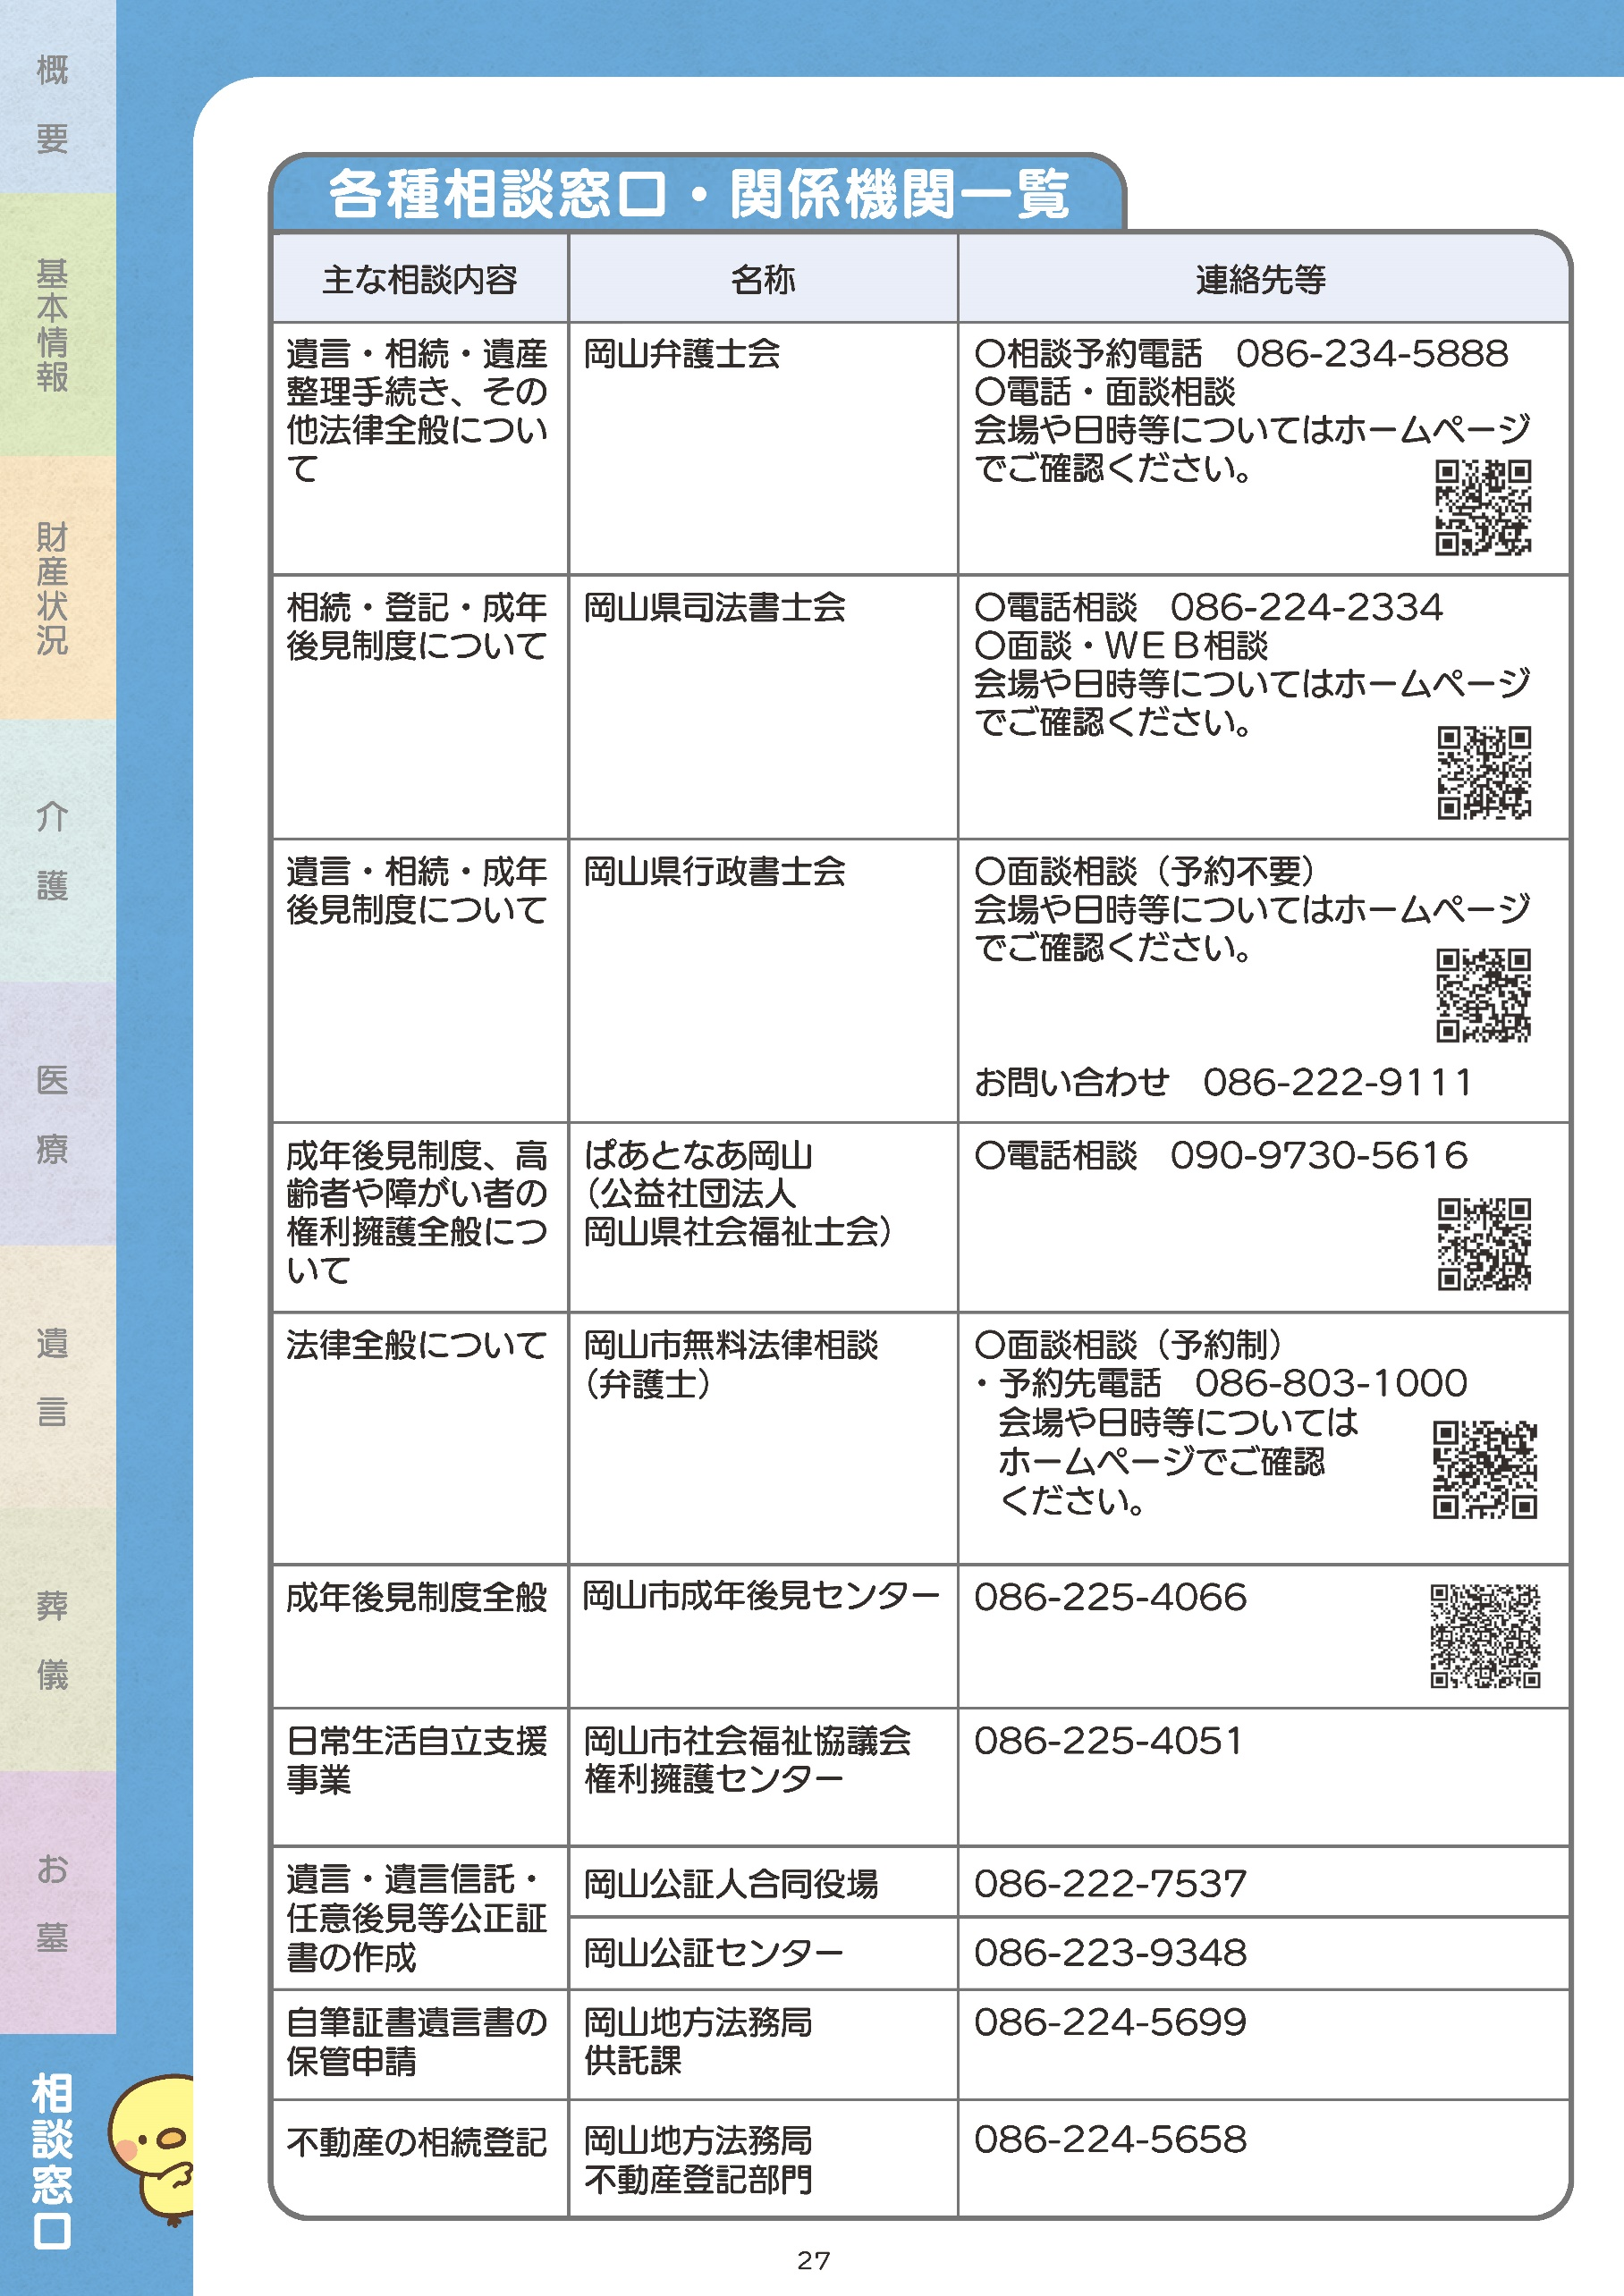 概要
基本情報
財産状況
介護
医療
遺言
葬儀
お墓
相談窓口
各種相談窓口・関係機関一覧
主な相談内容
名称
連絡先等
遺言・相続・遺産
整理手続き、その
他法律全般につい
て
岡山弁護士会
〇相談予約電話　086-234-5888
〇電話・面談相談
会場や日時等についてはホームページ
でご確認ください。
相続・登記・成年
後見制度について
岡山県司法書士会
〇電話相談　086-224-2334
〇面談・ＷＥＢ相談
会場や日時等についてはホームページ
でご確認ください。
遺言・相続・成年
後見制度について
岡山県行政書士会
〇面談相談（予約不要）
会場や日時等についてはホームページ
でご確認ください。
お問い合わせ　086-222-9111
成年後見制度、高
齢者や障がい者の
権利擁護全般につ
いて
ぱあとなあ岡山
（公益社団法人
岡山県社会福祉士会）
〇電話相談　090-9730-5616
法律全般について
岡山市無料法律相談
（弁護士）
〇面談相談（予約制）
・予約先電話　086-803-1000
会場や日時等については
ホームページでご確認
ください。
成年後見制度全般
岡山市成年後見センター
086-225-4066
日常生活自立支援
事業
岡山市社会福祉協議会
権利擁護センター
086-225-4051
遺言・遺言信託・
任意後見等公正証
書の作成
岡山公証人合同役場
086-222-7537
岡山公証センター
086-223-9348
自筆証書遺言書の
保管申請
岡山地方法務局
供託課
086-224-5699
不動産の相続登記
岡山地方法務局
不動産登記部門
086-224-5658
27